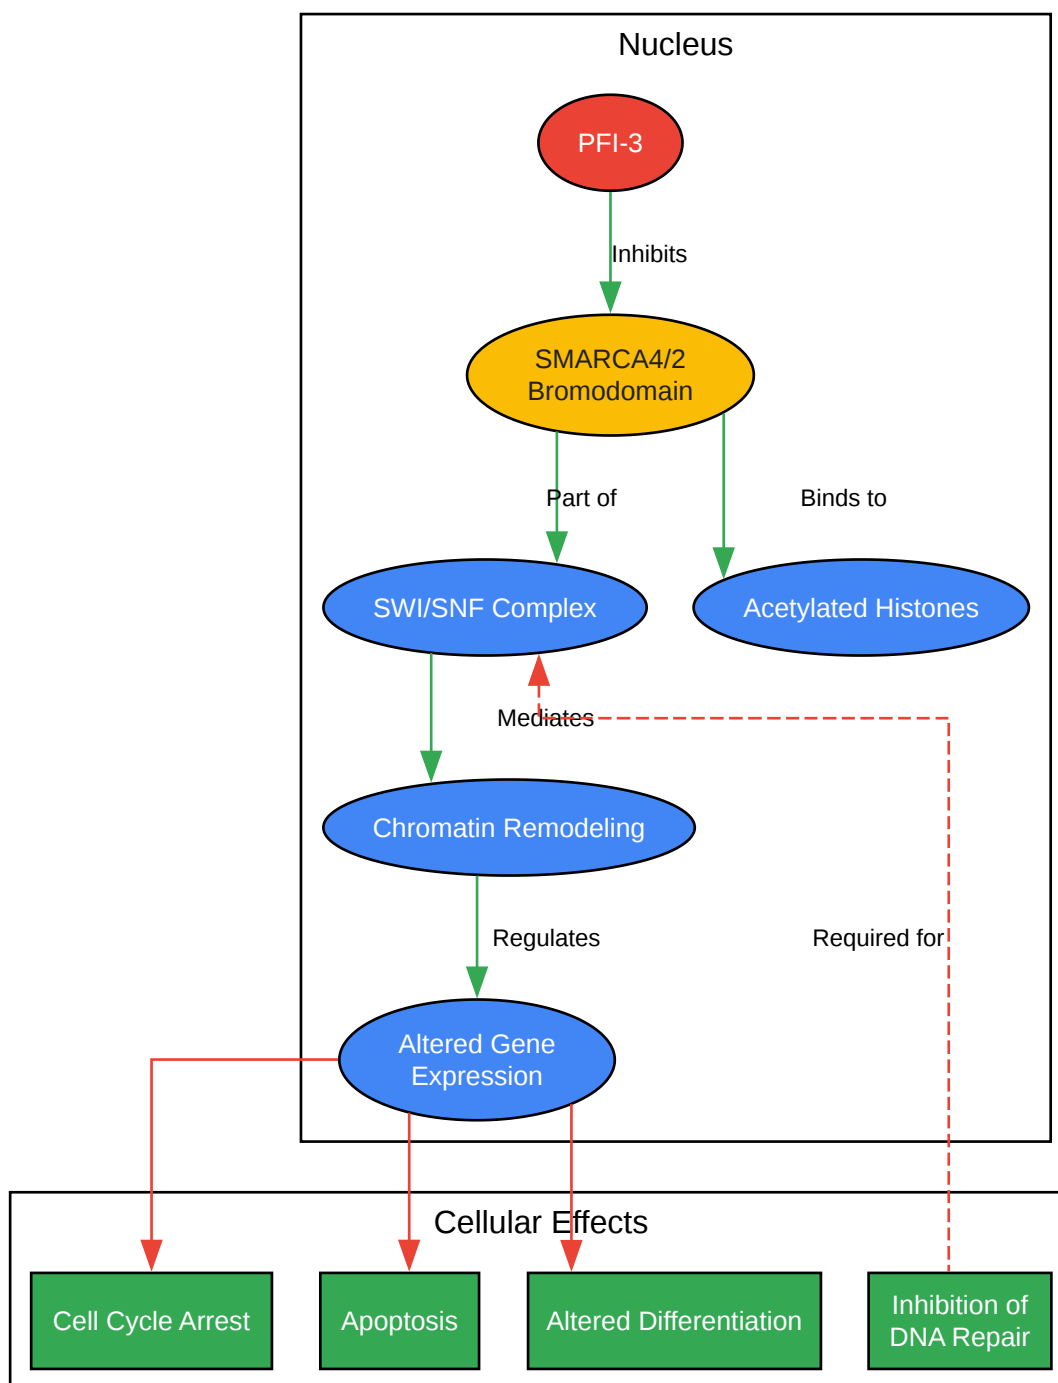 Nucleus
PFI-3
Inhibits
SMARCA4/2
Bromodomain
Part of
Binds to
SWI/SNF Complex
Acetylated Histones
Mediates
Chromatin Remodeling
Regulates
Required for
Altered Gene
Expression
Cellular Effects
Cell Cycle Arrest
Apoptosis
Altered Differentiation
Inhibition of
DNA Repair